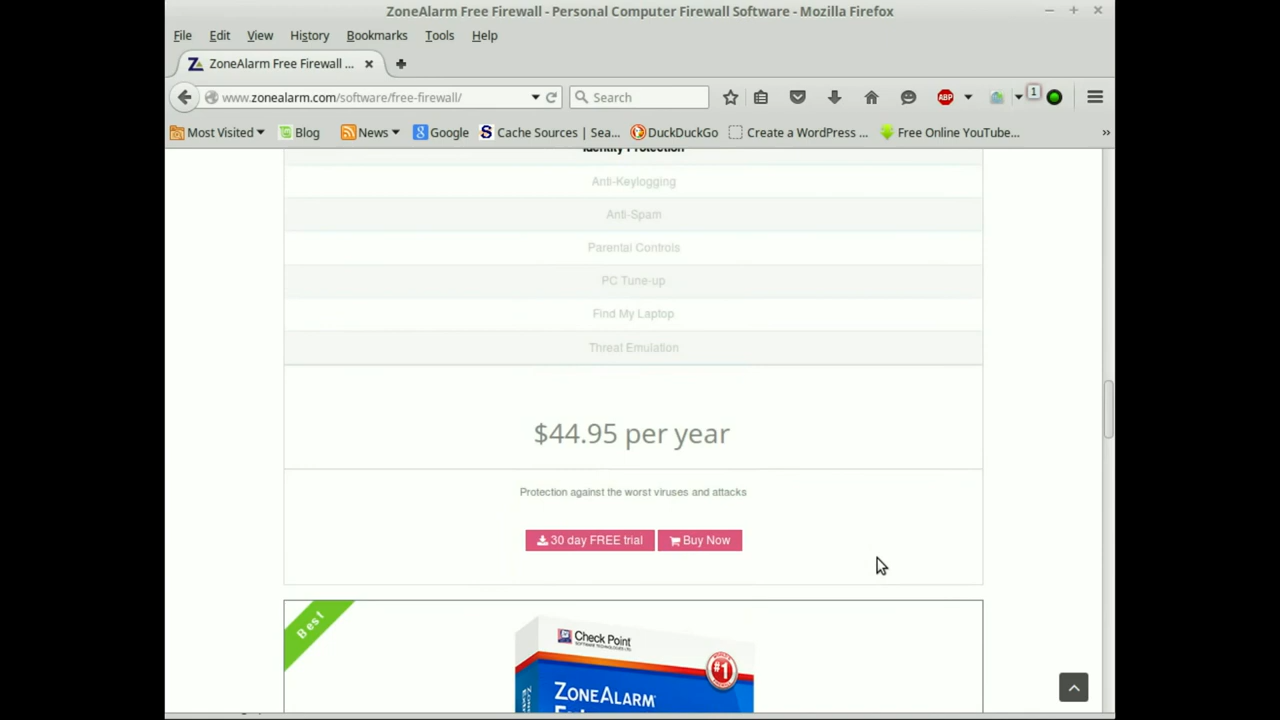 ZoneAlarm Free Firewall - Personal Computer Firewall Software - Mozilla Firefox
File Edit View History Bookmarks Tools Help
ZoneAlarm Free Firewall ...
www.zonealarm.com/software/free-firewall/ Search ABP 1
Most Visited Blog News Google Cache Sources | Sea... DuckDuckGo Create a WordPress ... Free Online YouTube... »
Identity Protection
Anti-Keylogging
Anti-Spam
Parental Controls
PC Tune-up
Find My Laptop
Threat Emulation
$44.95 per year
Protection against the worst viruses and attacks
30 day FREE trial Buy Now
Best
Check Point
SOFTWARE TECHNOLOGIES LTD
#1
ZONEALARM